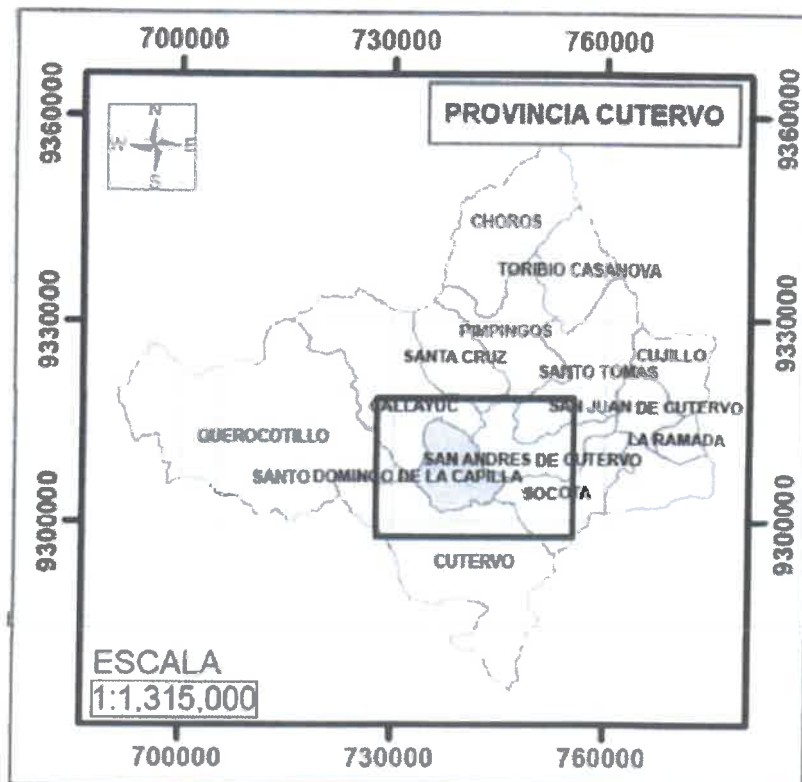 700000 730000 760000
PROVINCIA CUTERVO
N
W E
S
9360000 9360000
CHOROS
TORIBIO CASANOVA
9330000 9330000
PIMPINGOS
SANTA CRUZ
CUJILLO
SANTO TOMAS
CALLAYUC
SAN JUAN DE CUTERVO
QUEROCOTILLO
LA RAMADA
SAN ANDRES DE CUTERVO
SANTO DOMINGO DE LA CAPILLA
SOCOTA
9300000 9300000
CUTERVO
ESCALA
1:1,315,000
700000 730000 760000